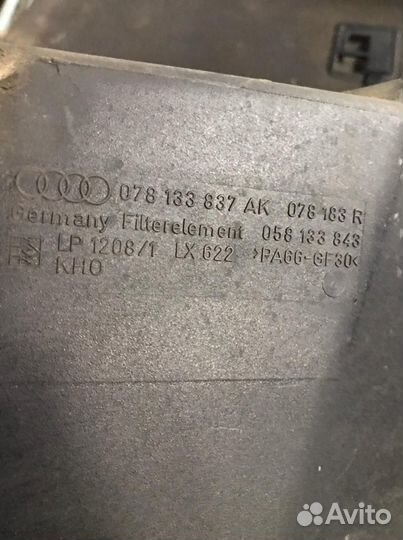 078 133 837 AK 078 183 R
Germany Filterelement 058 133 843
LP 1208/1 LX 622 >PA66-GF30<
KHO
Avito